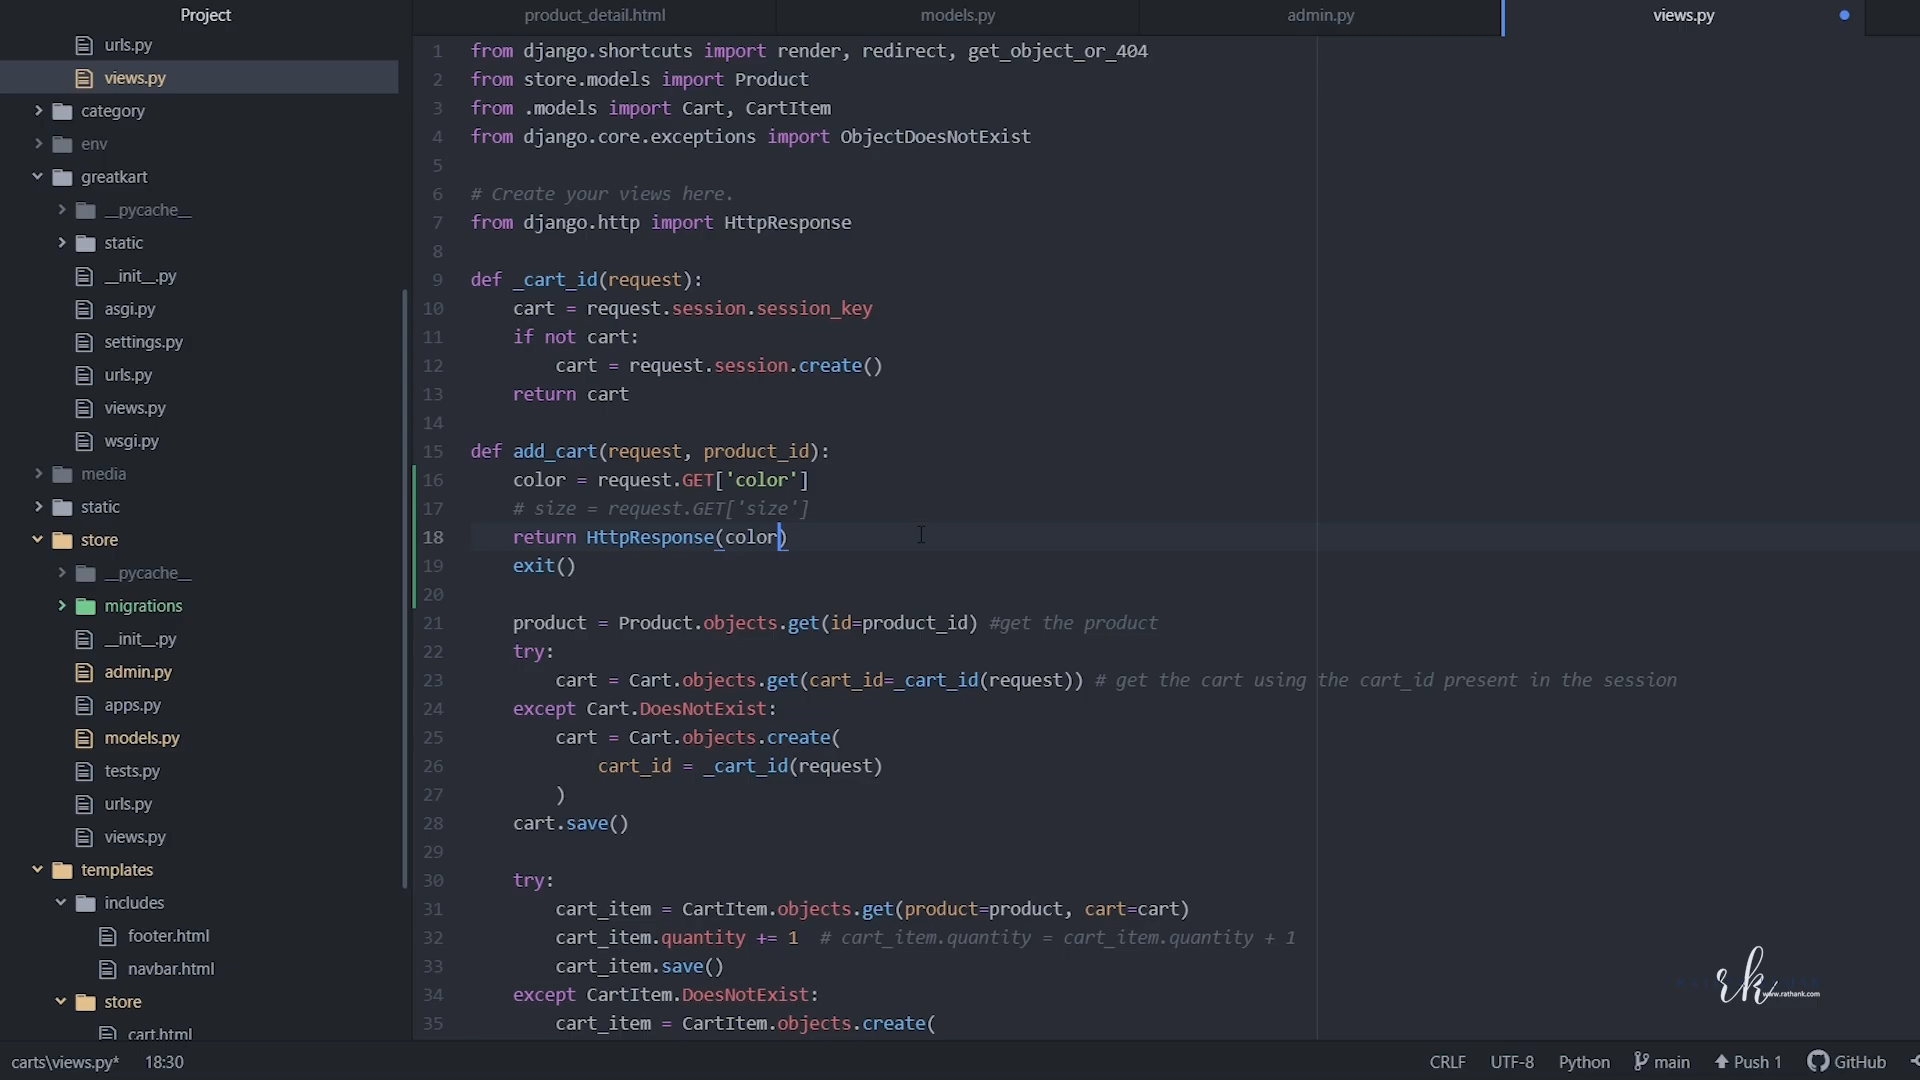 Project
product_detail.html
models.py
admin.py
views.py
urls.py
views.py
category
env
greatkart
__pycache__
static
__init__.py
asgi.py
settings.py
urls.py
views.py
wsgi.py
media
static
store
__pycache__
migrations
__init__.py
admin.py
apps.py
models.py
tests.py
urls.py
views.py
templates
includes
footer.html
navbar.html
store
cart.html
1 from django.shortcuts import render, redirect, get_object_or_404
2 from store.models import Product
3 from .models import Cart, CartItem
4 from django.core.exceptions import ObjectDoesNotExist
5
6 # Create your views here.
7 from django.http import HttpResponse
8
9 def _cart_id(request):
10 cart = request.session.session_key
11 if not cart:
12 cart = request.session.create()
13 return cart
14
15 def add_cart(request, product_id):
16 color = request.GET['color']
17 # size = request.GET['size']
18 return HttpResponse(color)
19 exit()
20
21 product = Product.objects.get(id=product_id) #get the product
22 try:
23 cart = Cart.objects.get(cart_id=_cart_id(request)) # get the cart using the cart_id present in the session
24 except Cart.DoesNotExist:
25 cart = Cart.objects.create(
26 cart_id = _cart_id(request)
27 )
28 cart.save()
29
30 try:
31 cart_item = CartItem.objects.get(product=product, cart=cart)
32 cart_item.quantity += 1 # cart_item.quantity = cart_item.quantity + 1
33 cart_item.save()
34 except CartItem.DoesNotExist:
35 cart_item = CartItem.objects.create(
rk
www.rathank.com
carts\views.py* 18:30 CRLF UTF-8 Python main Push 1 GitHub